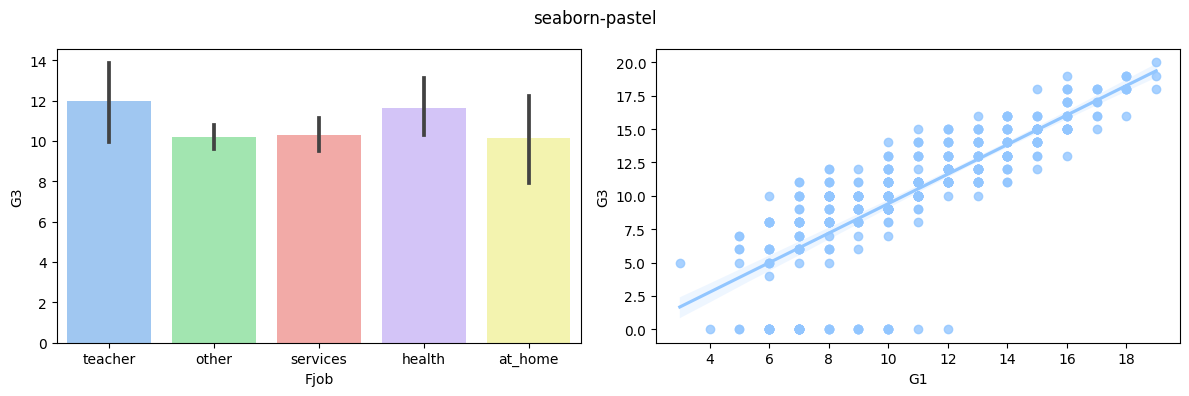 seaborn-pastel
G3
14
12
10
8
6
4
2
0
teacher other services health at_home
Fjob
G3
20.0
17.5
15.0
12.5
10.0
7.5
5.0
2.5
0.0
4 6 8 10 12 14 16 18
G1